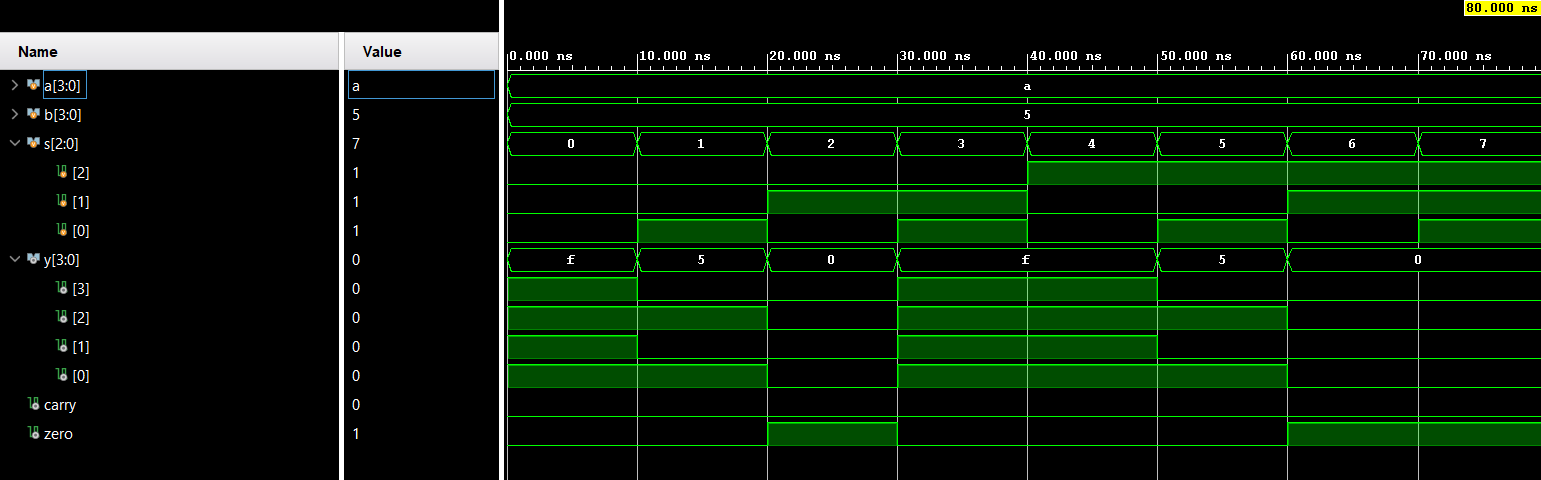 80.000 ns
Name Value 0.000 ns 10.000 ns 20.000 ns 30.000 ns 40.000 ns 50.000 ns 60.000 ns 70.000 ns
a[3:0] a a
b[3:0] 5 5
s[2:0] 7 0 1 2 3 4 5 6 7
[2] 1
[1] 1
[0] 1
y[3:0] 0 f 5 0 f 5 0
[3] 0
[2] 0
[1] 0
[0] 0
carry 0
zero 1